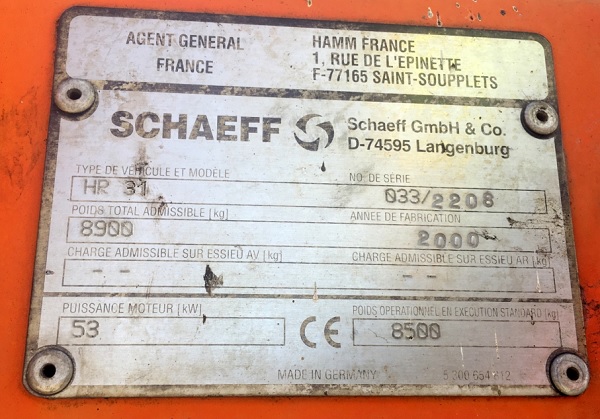 AGENT GENERAL FRANCE
HAMM FRANCE
1, RUE DE L'EPINETTE
F-77165 SAINT-SOUPPLETS
SCHAEFF
Schaeff GmbH & Co.
D-74595 Langenburg
TYPE DE VEHICULE ET MODÈLE
HR 31
NO. DE SERIE
033/2208
POIDS TOTAL ADMISSIBLE [kg]
8900
ANNEE DE FABRICATION
2000
CHARGE ADMISSIBLE SUR ESSIEU AV [kg]
--
CHARGE ADMISSIBLE SUR ESSIEU AR [kg]
--
PUISSANCE MOTEUR [kW]
53
CE
POIDS OPERATIONNEL EN EXECUTION STANDARD [kg]
8500
MADE IN GERMANY